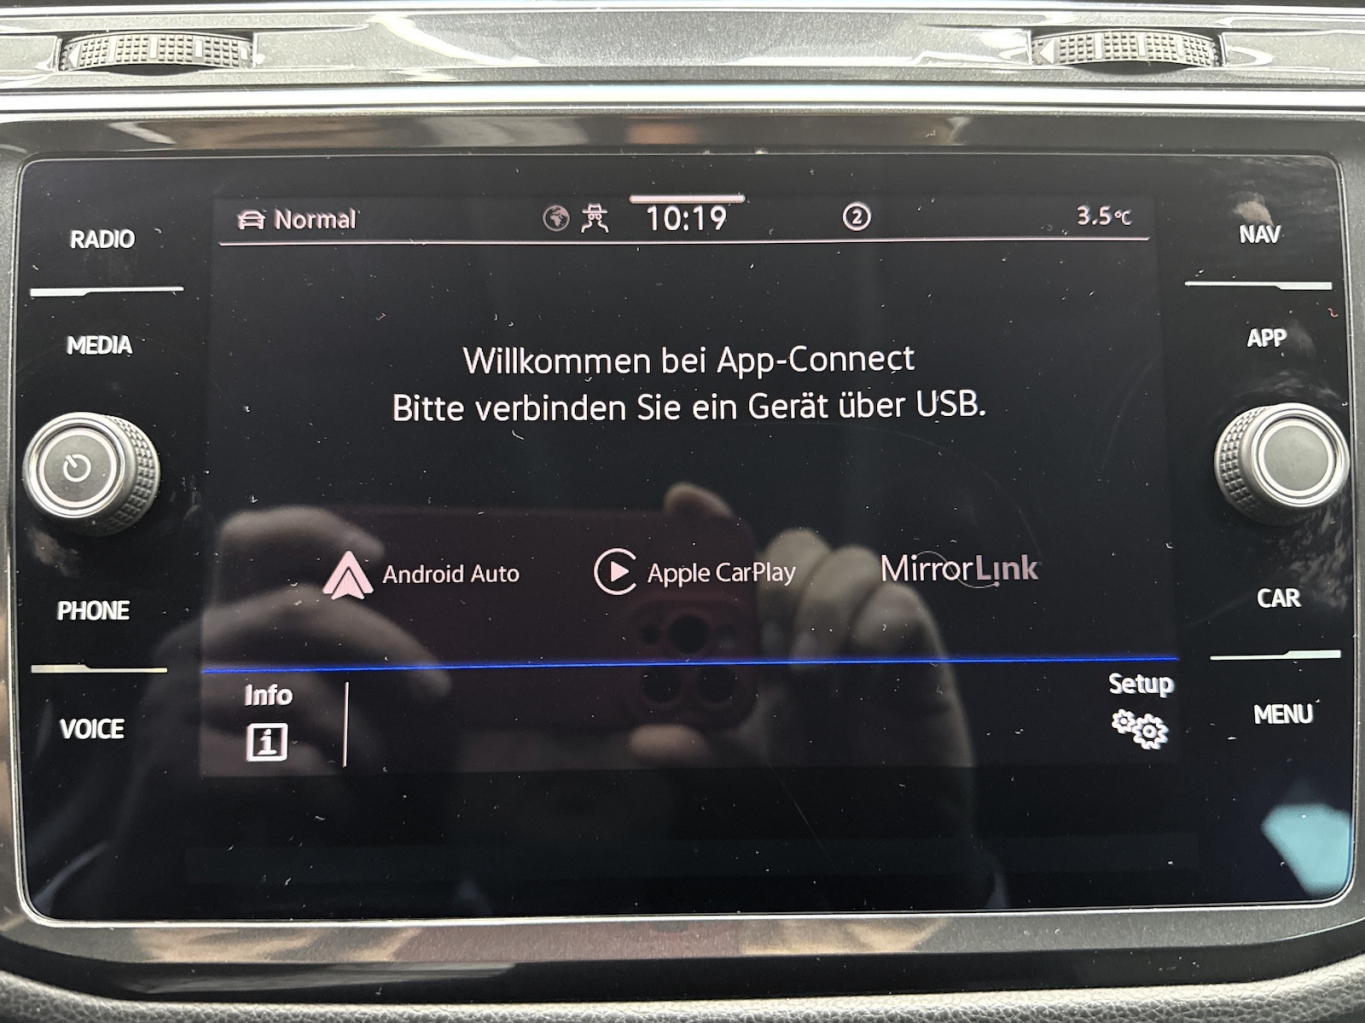 Normal 10:19 2 3.5°C
RADIO
NAV
MEDIA
APP
Willkommen bei App-Connect
Bitte verbinden Sie ein Gerät über USB.
Android Auto Apple CarPlay MirrorLink
PHONE
CAR
Info
Setup
VOICE
MENU